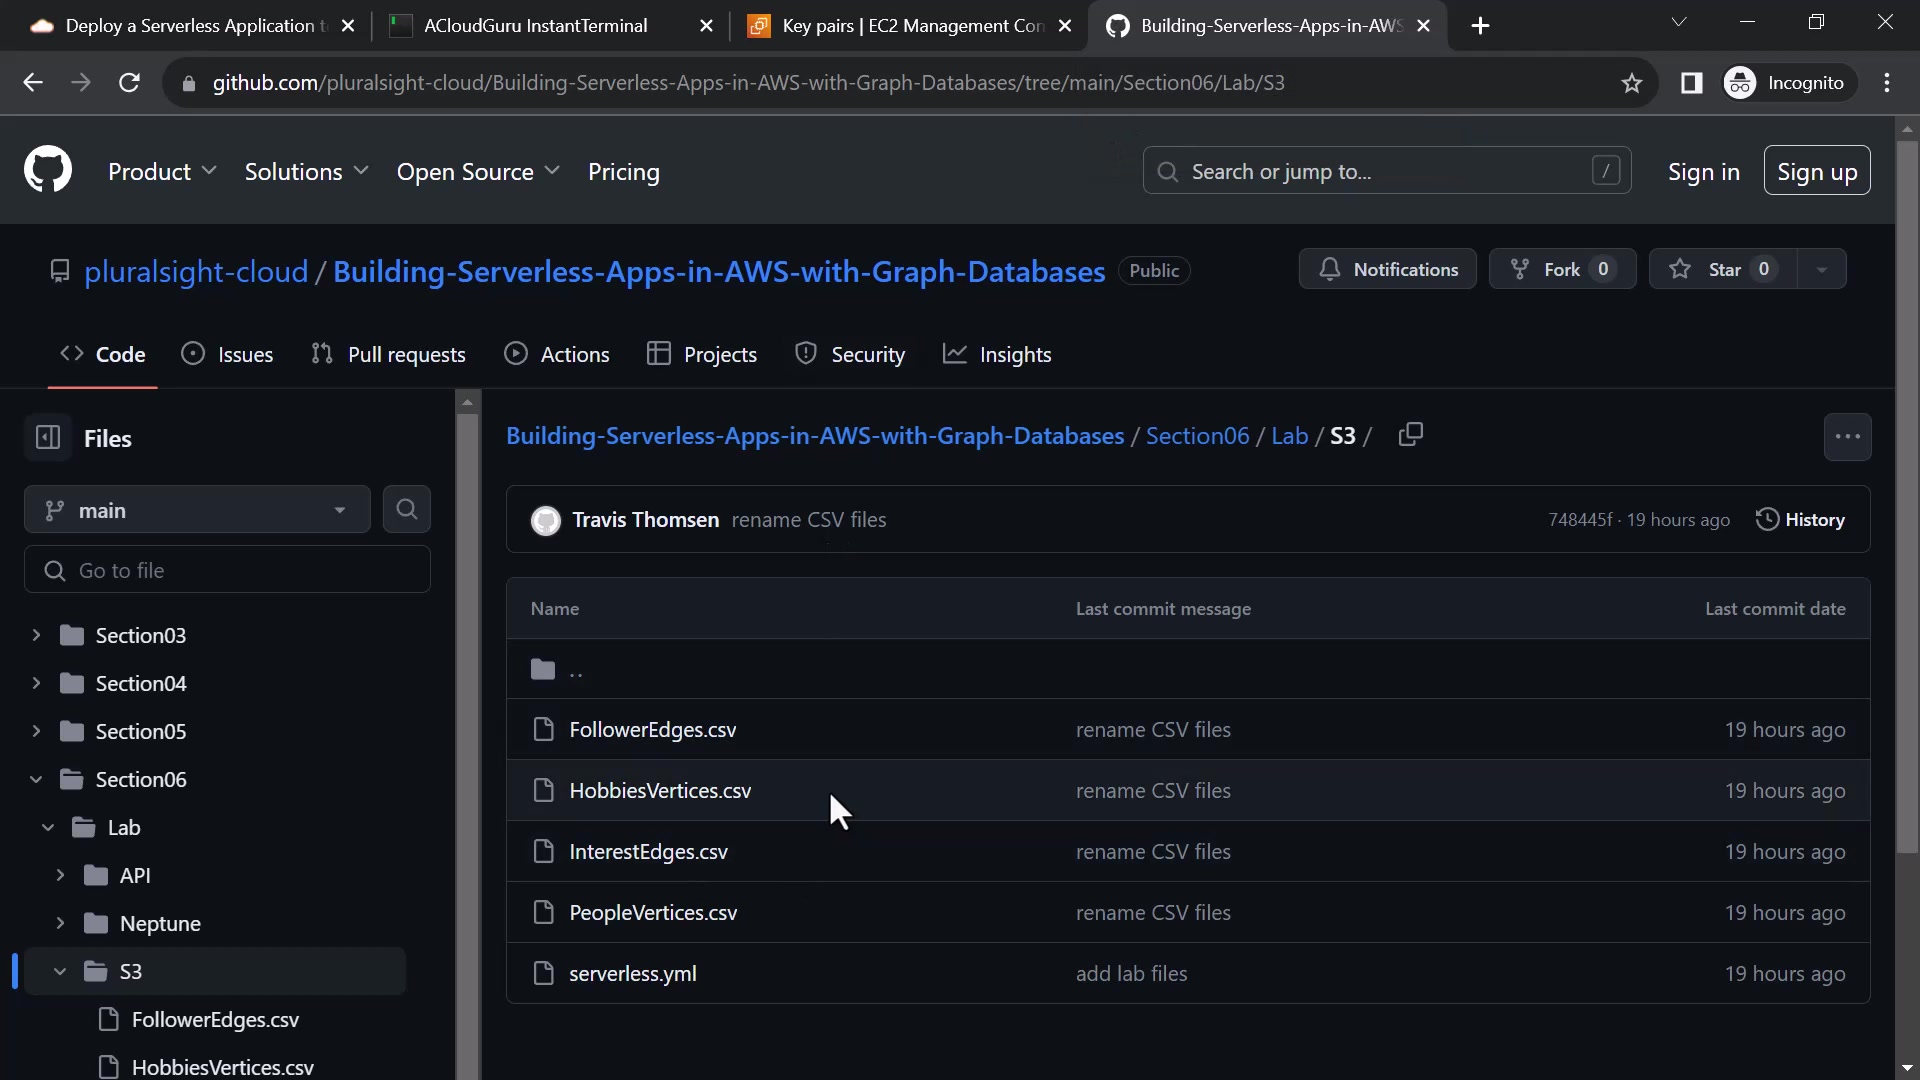 Deploy a Serverless Application t
ACloudGuru InstantTerminal
Key pairs | EC2 Management Con
Building-Serverless-Apps-in-AWS
github.com/pluralsight-cloud/Building-Serverless-Apps-in-AWS-with-Graph-Databases/tree/main/Section06/Lab/S3
Incognito
Product
Solutions
Open Source
Pricing
Search or jump to...
/
Sign in
Sign up
pluralsight-cloud / Building-Serverless-Apps-in-AWS-with-Graph-Databases
Public
Notifications
Fork 0
Star 0
Code
Issues
Pull requests
Actions
Projects
Security
Insights
Files
main
Go to file
Section03
Section04
Section05
Section06
Lab
API
Neptune
S3
FollowerEdges.csv
HobbiesVertices.csv
Building-Serverless-Apps-in-AWS-with-Graph-Databases / Section06 / Lab / S3 /
Travis Thomsen rename CSV files
748445f · 19 hours ago
History
Name Last commit message Last commit date
..
FollowerEdges.csv rename CSV files 19 hours ago
HobbiesVertices.csv rename CSV files 19 hours ago
InterestEdges.csv rename CSV files 19 hours ago
PeopleVertices.csv rename CSV files 19 hours ago
serverless.yml add lab files 19 hours ago